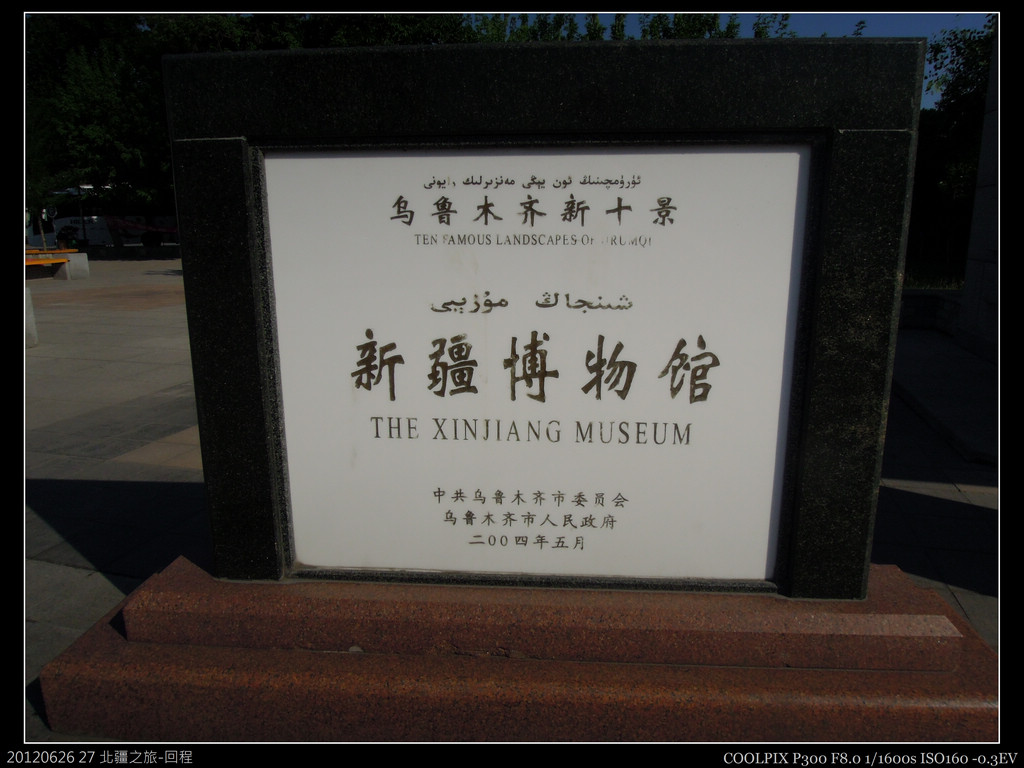 ئۈرۈمچىنىڭ ئون يېڭى مەنزىرىلىك رايونى
乌鲁木齐新十景
TEN FAMOUS LANDSCAPES OF URUMQI
شىنجاڭ مۇزېيى
新疆博物馆
THE XINJIANG MUSEUM
中共乌鲁木齐市委员会
乌鲁木齐市人民政府
二00四年五月
20120626 27 北疆之旅-回程
COOLPIX P300 F8.0 1/1600s ISO160 -0.3EV